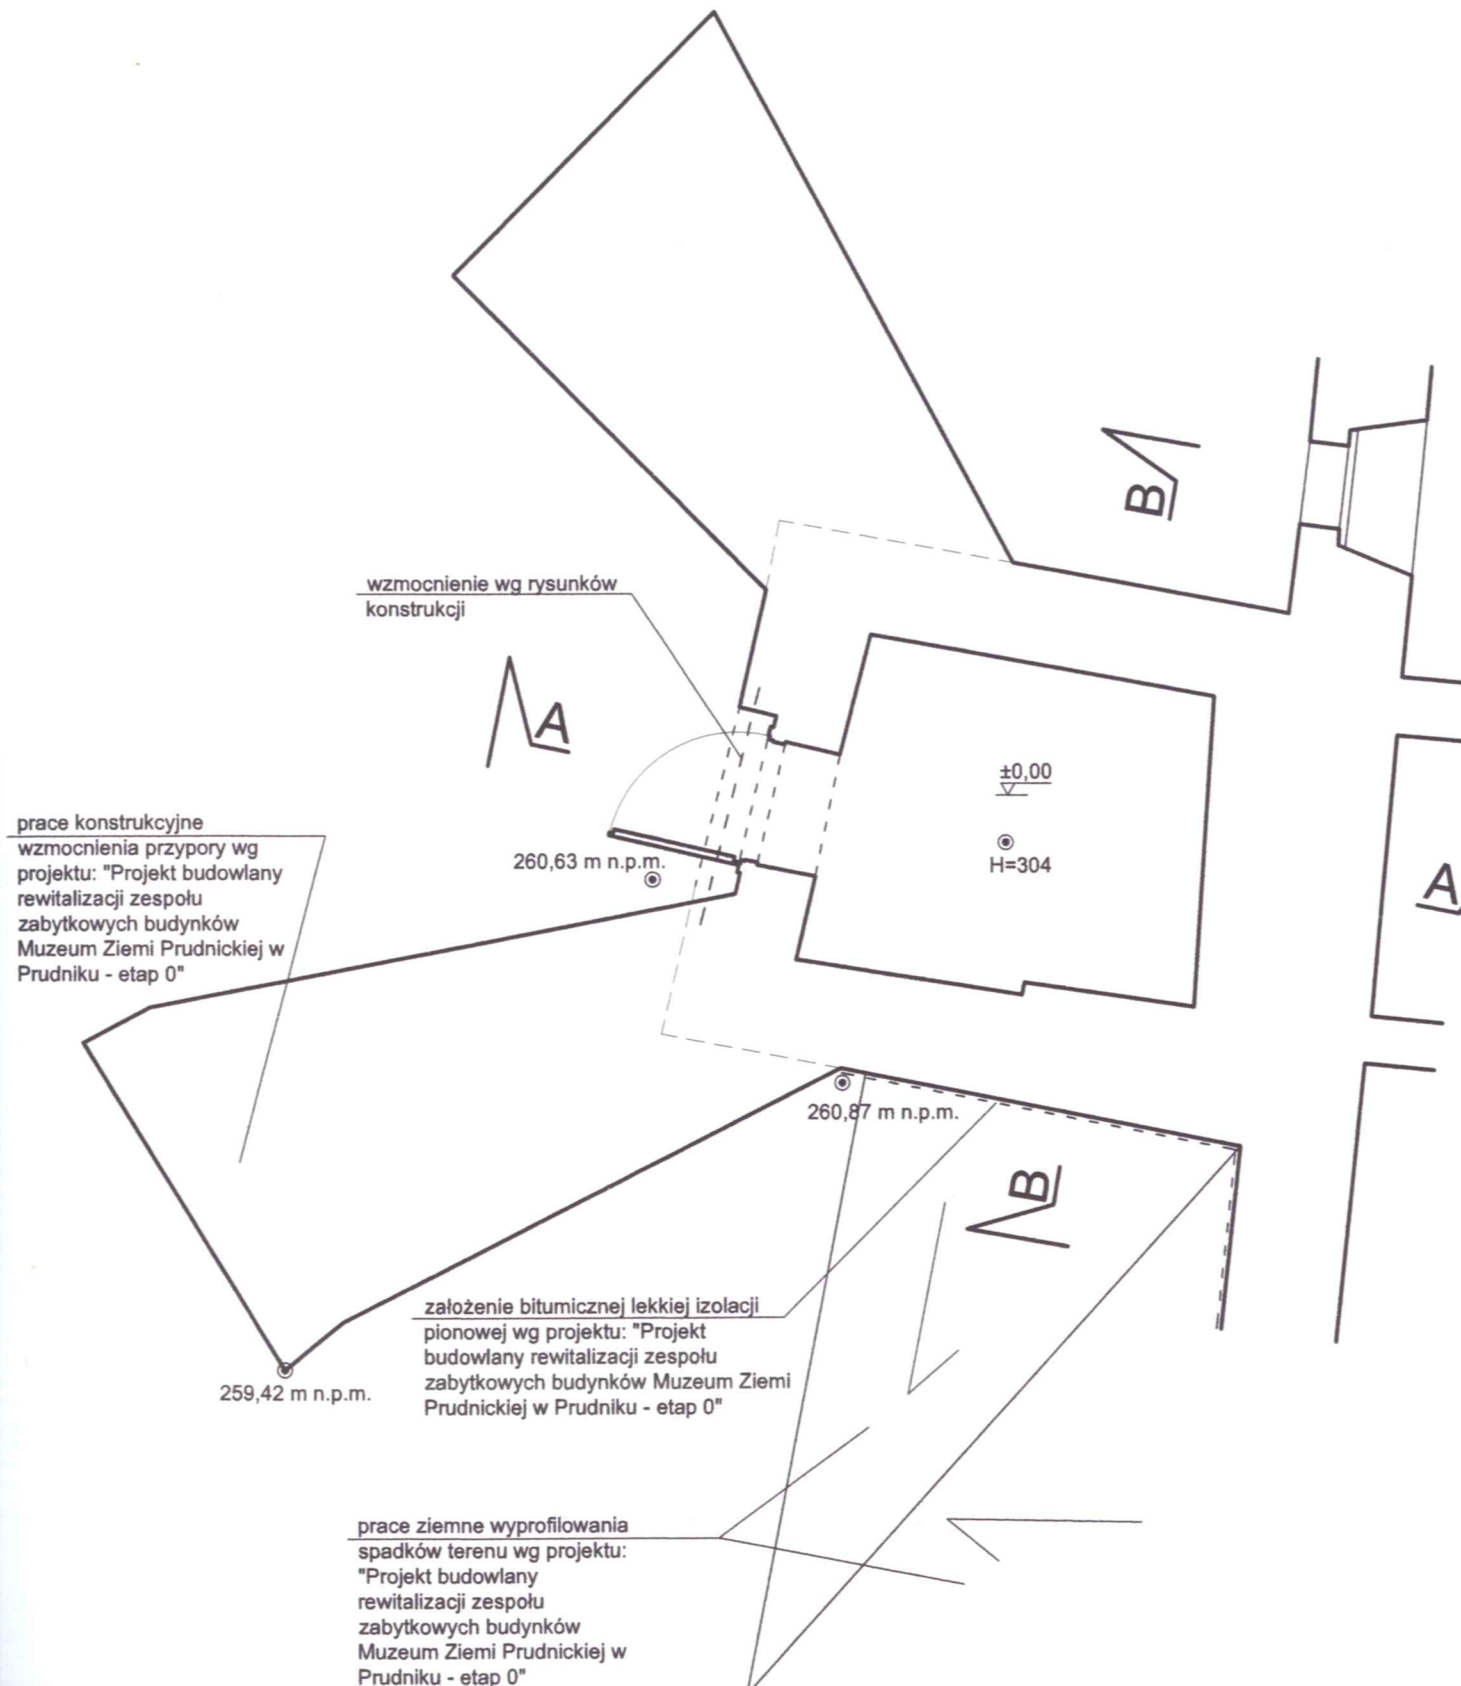 B
wzmocnienie wg rysunków
konstrukcji
A
±0,00
prace konstrukcyjne
wzmocnienia przypory wg
projektu: "Projekt budowlany
rewitalizacji zespołu
zabytkowych budynków
Muzeum Ziemi Prudnickiej w
Prudniku - etap 0"
260,63 m n.p.m.
H=304
A
260,87 m n.p.m.
B
założenie bitumicznej lekkiej izolacji
pionowej wg projektu: "Projekt
budowlany rewitalizacji zespołu
zabytkowych budynków Muzeum Ziemi
Prudnickiej w Prudniku - etap 0"
259,42 m n.p.m.
prace ziemne wyprofilowania
spadków terenu wg projektu:
"Projekt budowlany
rewitalizacji zespołu
zabytkowych budynków
Muzeum Ziemi Prudnickiej w
Prudniku - etap 0"